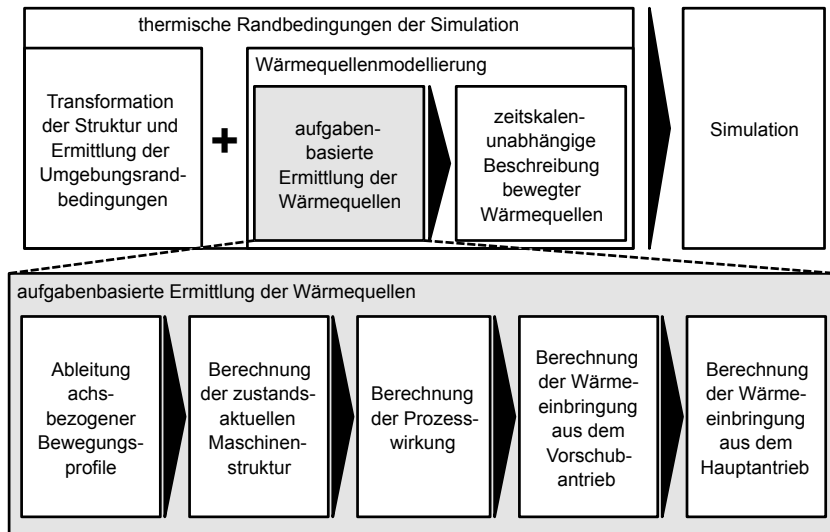 thermische Randbedingungen der Simulation
Transformation
der Struktur und
Ermittlung der
Umgebungsrand-
bedingungen
+
Wärmequellenmodellierung
aufgaben-
basierte
Ermittlung der
Wärmequellen
zeitskalen-
unabhängige
Beschreibung
bewegter
Wärmequellen
Simulation
aufgabenbasierte Ermittlung der Wärmequellen
Ableitung
achs-
bezogener
Bewegungs-
profile
Berechnung
der zustands-
aktuellen
Maschinen-
struktur
Berechnung
der Prozess-
wirkung
Berechnung
der Wärme-
einbringung
aus dem
Vorschub-
antrieb
Berechnung
der Wärme-
einbringung
aus dem
Hauptantrieb